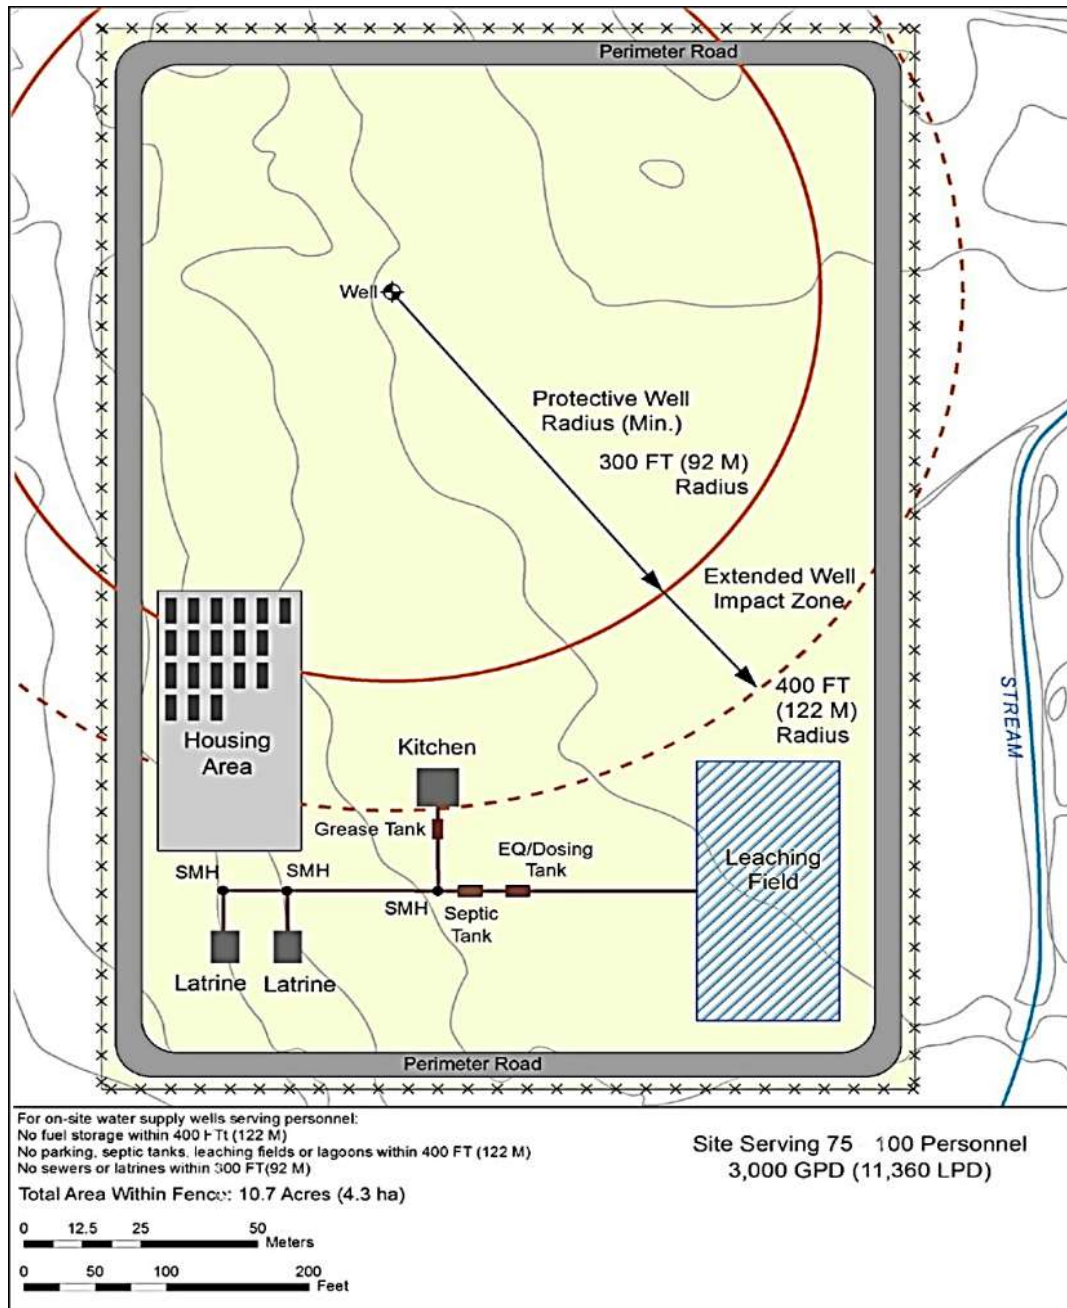 Perimeter Road
Well
Protective Well
Radius (Min.)
300 FT (92 M)
Radius
Extended Well
Impact Zone
400 FT
(122 M)
Radius
STREAM
Housing
Area
Kitchen
Grease Tank
EQ/Dosing
Tank
Leaching
Field
SMH
SMH
SMH
Septic
Tank
Latrine
Latrine
Perimeter Road
For on-site water supply wells serving personnel:
No fuel storage within 400 FTt (122 M)
No parking, septic tanks, leaching fields or lagoons within 400 FT (122 M)
No sewers or latrines within 300 FT(92 M)
Total Area Within Fence: 10.7 Acres (4.3 ha)
Site Serving 75 100 Personnel
3,000 GPD (11,360 LPD)
0 12.5 25 50
Meters
0 50 100 200
Feet